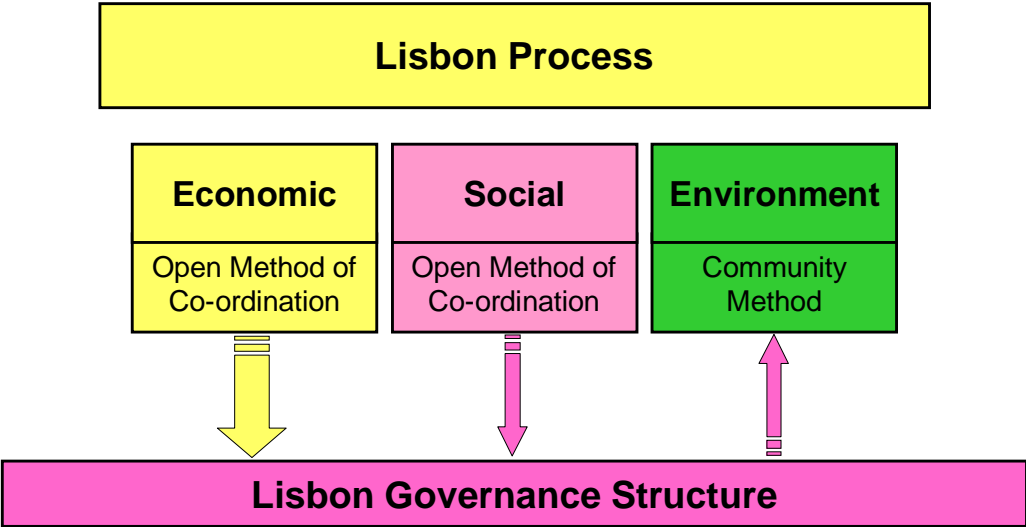 Lisbon Process
Economic
Open Method of
Co-ordination
Social
Open Method of
Co-ordination
Environment
Community
Method
Lisbon Governance Structure